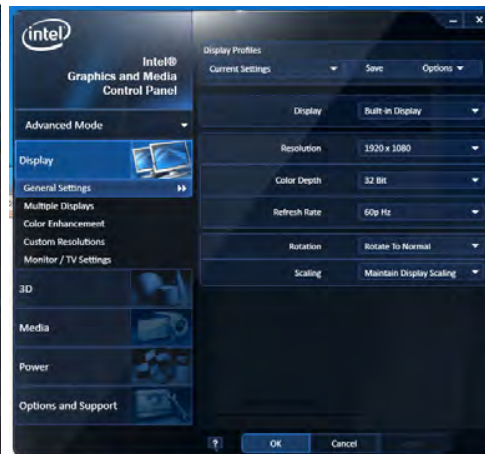 intel
Intel®
Graphics and Media
Control Panel
Advanced Mode
Display
General Settings
Multiple Displays
Color Enhancement
Custom Resolutions
Monitor / TV Settings
3D
Media
Power
Options and Support
Display Profiles
Current Settings Save Options
Display Built-in Display
Resolution 1920 x 1080
Color Depth 32 Bit
Refresh Rate 60p Hz
Rotation Rotate To Normal
Scaling Maintain Display Scaling
? OK Cancel